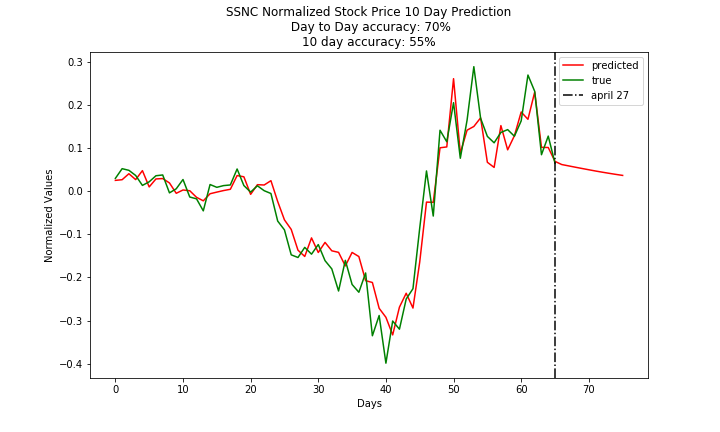 SSNC Normalized Stock Price 10 Day Prediction
Day to Day accuracy: 70%
10 day accuracy: 55%
predicted
true
april 27
0.3
0.2
0.1
0.0
−0.1
−0.2
−0.3
−0.4
Normalized Values
0 10 20 30 40 50 60 70
Days